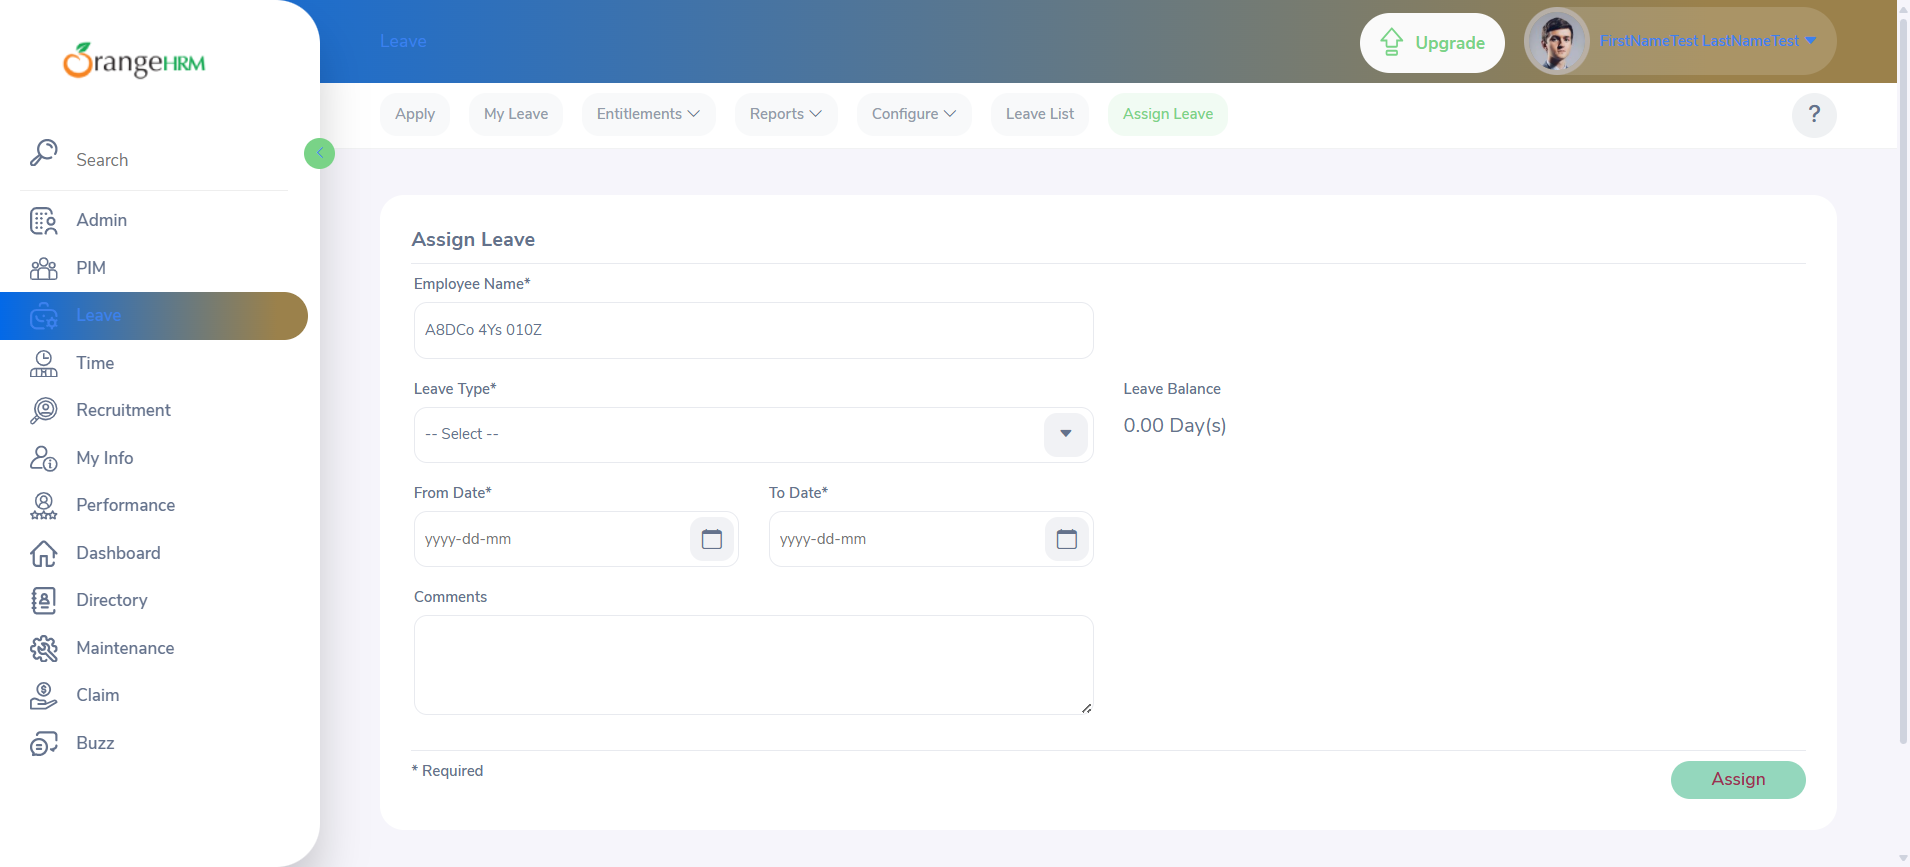 OrangeHRM
Leave
Upgrade
FirstNameTest LastNameTest
Apply
My Leave
Entitlements
Reports
Configure
Leave List
Assign Leave
?
Search
Admin
PIM
Leave
Time
Recruitment
My Info
Performance
Dashboard
Directory
Maintenance
Claim
Buzz
Assign Leave
Employee Name*
A8DCo 4Ys 010Z
Leave Type*
-- Select --
Leave Balance
0.00 Day(s)
From Date*
To Date*
yyyy-dd-mm
yyyy-dd-mm
Comments
* Required
Assign